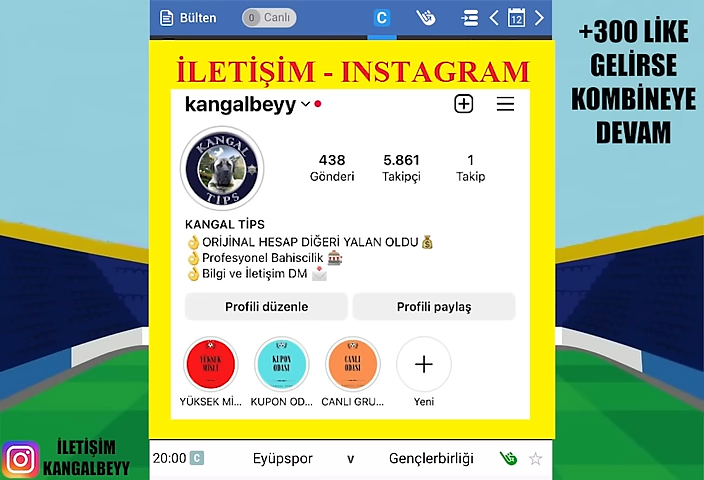 Bülten
0 Canlı
C
12
+300 LİKE
GELİRSE
KOMBİNEYE
DEVAM
İLETİŞİM - INSTAGRAM
kangalbeyy
KANGAL
TİPS
438
Gönderi
5.861
Takipçi
1
Takip
KANGAL TİPS
👌ORİJİNAL HESAP DİĞERİ YALAN OLDU💰
👌Profesyonel Bahiscilik🎰
👌Bilgi ve İletişim DM 📩
Profili düzenle
Profili paylaş
YÜKSEK
MİSLİ
KUPON
ODASI
CANLI
ODASI
YÜKSEK Mİ...
KUPON OD...
CANLI GRU...
Yeni
İLETİŞİM
KANGALBEYY
20:00 C Eyüpspor v Gençlerbirliği